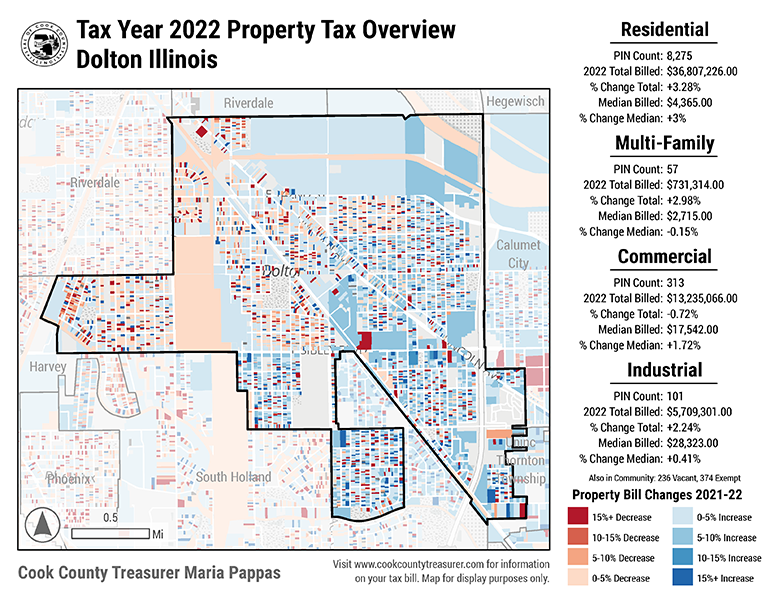 Tax Year 2022 Property Tax Overview
Dolton Illinois
Riverdale
Hegewisch
Riverdale
Calumet
City
Dolton
Harvey
Phoenix
South Holland
Uninc
Thornton
Township
0.5
Mi
Cook County Treasurer Maria Pappas
Visit www.cookcountytreasurer.com for information
on your tax bill. Map for display purposes only.
Residential
PIN Count: 8,275
2022 Total Billed: $36,807,226.00
% Change Total: +3.28%
Median Billed: $4,365.00
% Change Median: +3%
Multi-Family
PIN Count: 57
2022 Total Billed: $731,314.00
% Change Total: +2.98%
Median Billed: $2,715.00
% Change Median: -0.15%
Commercial
PIN Count: 313
2022 Total Billed: $13,235,066.00
% Change Total: -0.72%
Median Billed: $17,542.00
% Change Median: +1.72%
Industrial
PIN Count: 101
2022 Total Billed: $5,709,301.00
% Change Total: +2.24%
Median Billed: $28,323.00
% Change Median: +0.41%
Also in Community: 236 Vacant, 374 Exempt
Property Bill Changes 2021-22
15%+ Decrease
10-15% Decrease
5-10% Decrease
0-5% Decrease
0-5% Increase
5-10% Increase
10-15% Increase
15%+ Increase